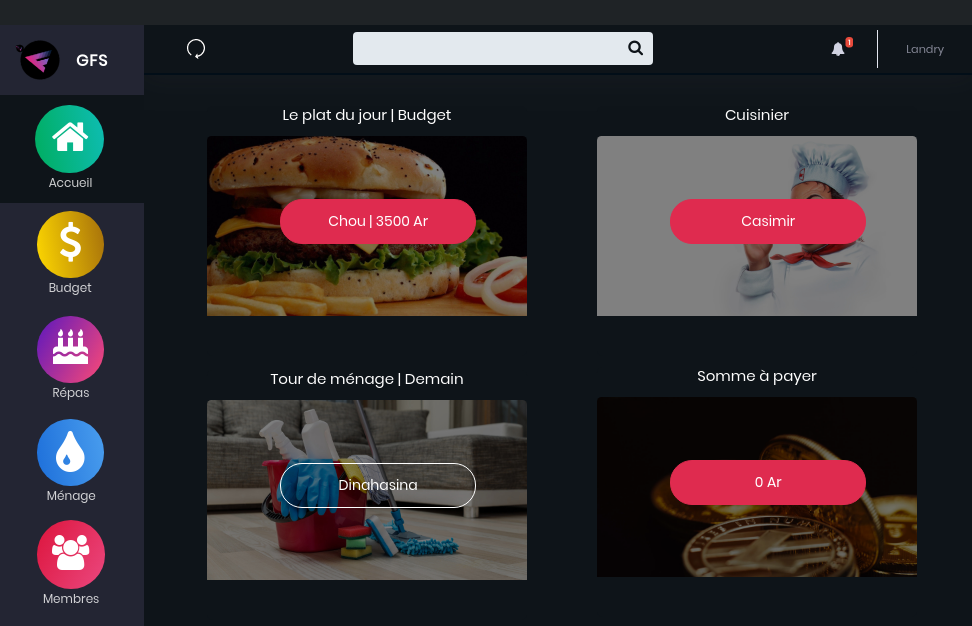 GFS
1
Landry
Accueil
Budget
Répas
Ménage
Membres
Le plat du jour | Budget
Chou | 3500 Ar
Cuisinier
Casimir
Tour de ménage | Demain
Dinahasina
Somme à payer
0 Ar